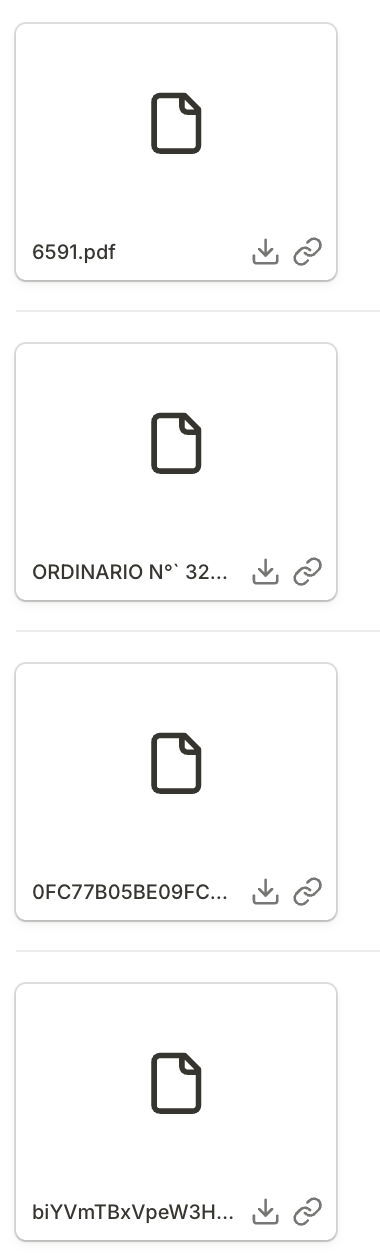 6591.pdf
ORDINARIO N°` 32...
0FC77B05BE09FC...
biYVmTBxVpeW3H...